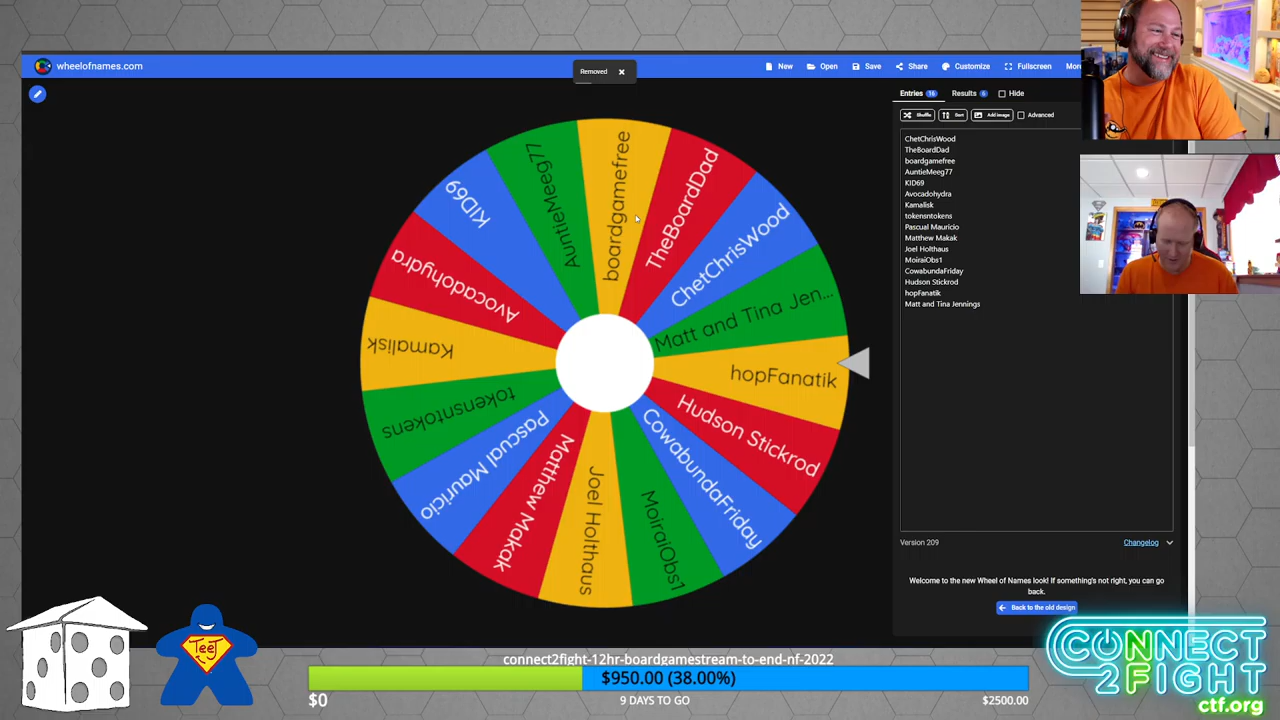 wheelofnames.com
Removed ×
New
Open
Save
Share
Customize
Fullscreen
More
Entries 16
Results 6
Hide
Shuffle
Sort
Add image
Advanced
ChetChrisWood
TheBoardDad
boardgamefree
AuntieMeeg77
KID69
Avocadohydra
Kamalisk
tokensntokens
Pascual Mauricio
Matthew Makak
Joel Holthaus
MoiraiObs1
CowabundaFriday
Hudson Stickrod
hopFanatik
Matt and Tina Jennings
boardgamefree
TheBoardDad
ChetChrisWood
Matt and Tina Jen...
hopFanatik
Hudson Stickrod
CowabundaFriday
MoiraiObs1
Joel Holthaus
Matthew Makak
Pascual Mauricio
tokensntokens
Kamalisk
Avocadohydra
KID69
AuntieMeeg77
Version 209
Changelog
Welcome to the new Wheel of Names look! If something's not right, you can go
back.
Back to the old design
TeeT
connect2fight-12hr-boardgamestream-to-end-nf-2022
$950.00 (38.00%)
$0
9 DAYS TO GO
$2500.00
CONNECT
2FIGHT
ctf.org